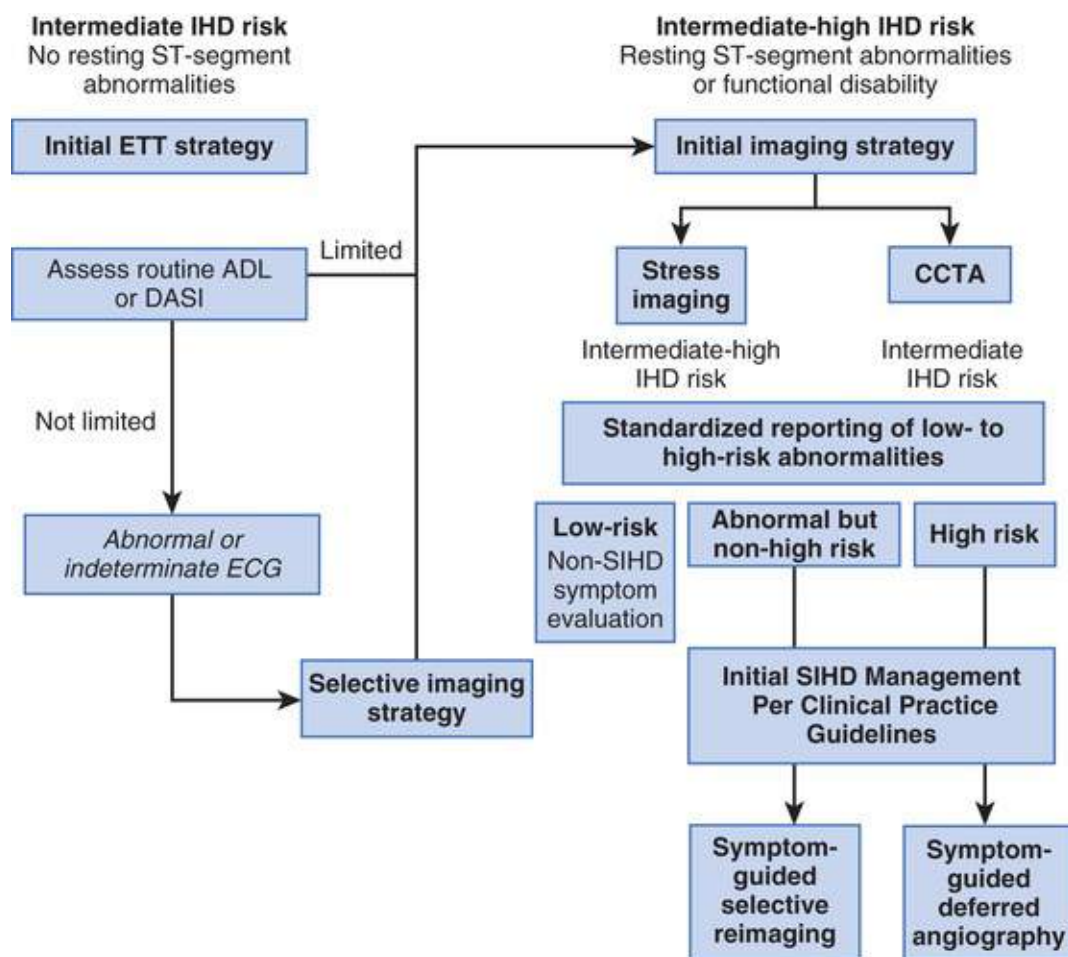 Intermediate IHD risk
No resting ST-segment
abnormalities
Initial ETT strategy
Assess routine ADL
or DASI
Limited
Not limited
Abnormal or
indeterminate ECG
Selective imaging
strategy
Intermediate-high IHD risk
Resting ST-segment abnormalities
or functional disability
Initial imaging strategy
Stress
imaging
CCTA
Intermediate-high
IHD risk
Intermediate
IHD risk
Standardized reporting of low- to
high-risk abnormalities
Low-risk
Non-SIHD
symptom
evaluation
Abnormal but
non-high risk
High risk
Initial SIHD Management
Per Clinical Practice
Guidelines
Symptom-
guided
selective
reimaging
Symptom-
guided
deferred
angiography